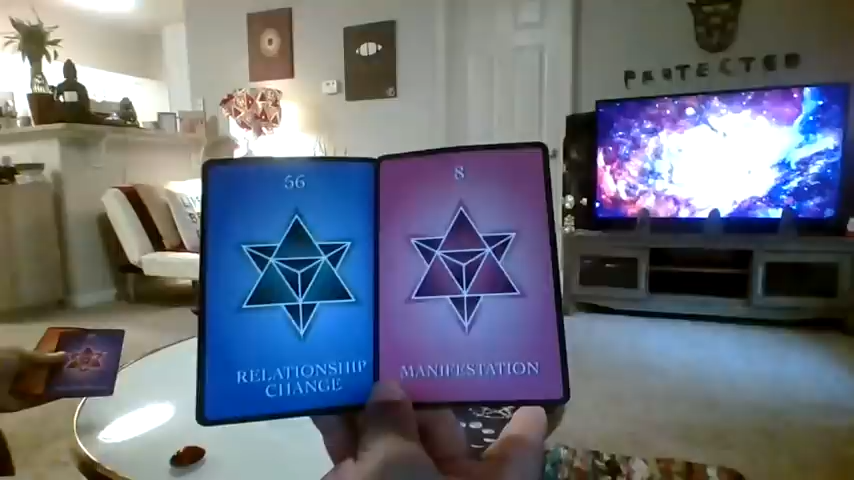 PROTECTED
56
RELATIONSHIP
CHANGE
8
MANIFESTATION